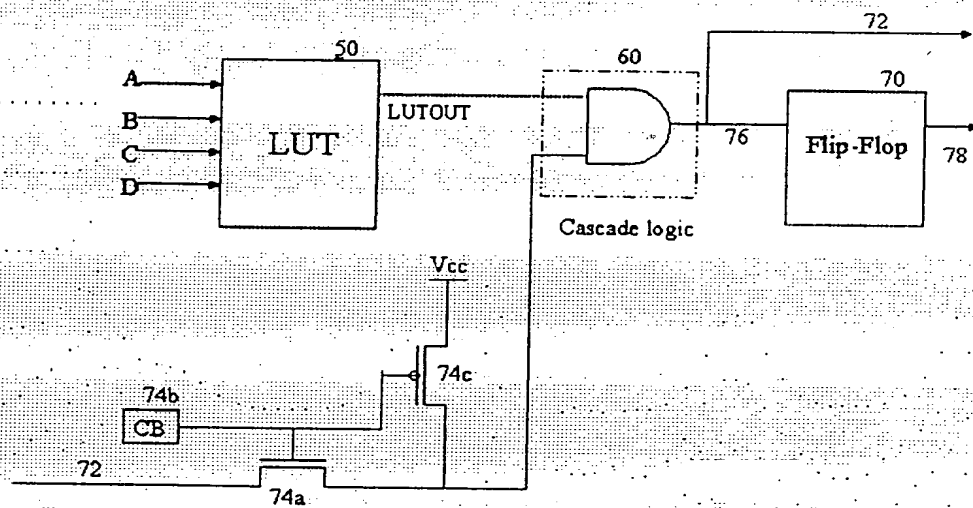 72
50
60
70
A
B
C
D
LUT
LUTOUT
76
Flip-Flop
78
Cascade logic
Vcc
74c
74b
CB
72
74a